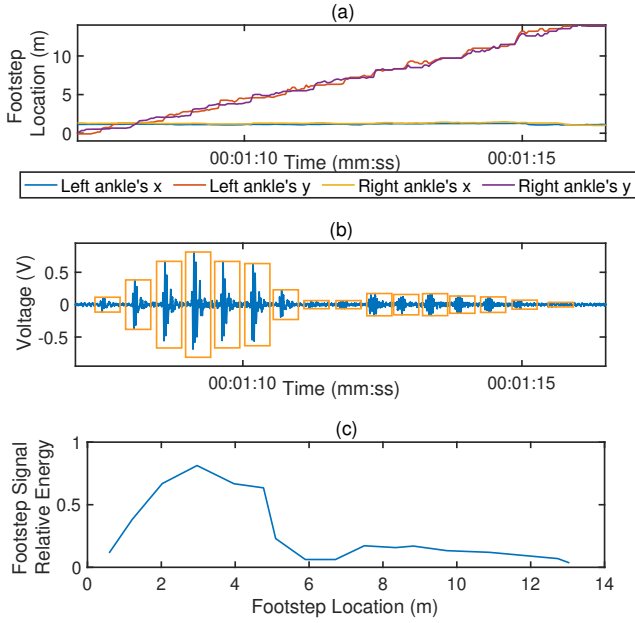 (a)
Footstep
Location (m)
10
5
0
00:01:10
00:01:15
Time (mm:ss)
Left ankle's x
Left ankle's y
Right ankle's x
Right ankle's y
(b)
Voltage (V)
0.5
0
-0.5
00:01:10
00:01:15
Time (mm:ss)
(c)
Footstep Signal
Relative Energy
1
0.5
0
0
2
4
6
8
10
12
14
Footstep Location (m)